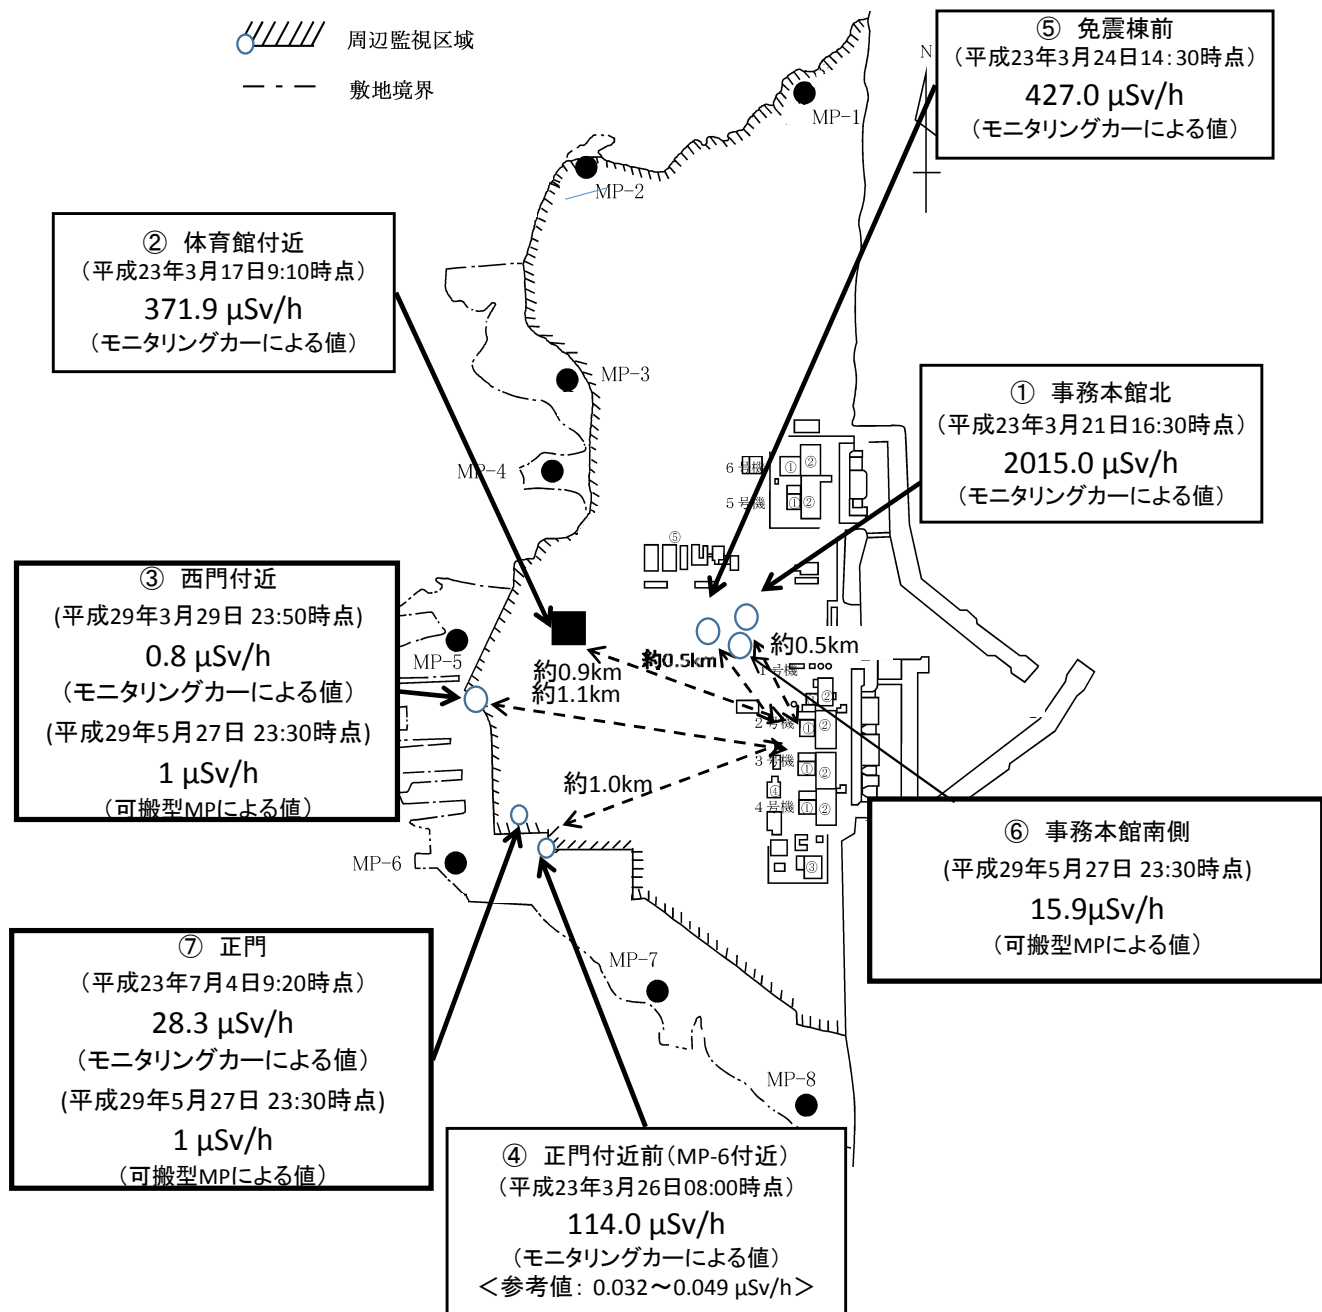 周辺監視区域
敷地境界
⑤ 免震棟前
（平成23年3月24日14：30時点）
427.0 µSv/h
（モニタリングカーによる値）
N
MP-1
MP-2
② 体育館付近
（平成23年3月17日9:10時点）
371.9 µSv/h
（モニタリングカーによる値）
MP-3
① 事務本館北
（平成23年3月21日16:30時点）
2015.0 µSv/h
（モニタリングカーによる値）
MP-4
6号機
①
②
5号機
①
②
⑤
③ 西門付近
(平成29年3月29日 23:50時点)
0.8 µSv/h
（モニタリングカーによる値）
(平成29年5月27日 23:30時点)
1 µSv/h
（可搬型MPによる値）
MP-5
約0.9km
約1.1km
約0.5km
約0.5km
1号機
②
2号機
①
②
3号機
①
②
④
4号機
①
②
③
約1.0km
MP-6
⑥ 事務本館南側
(平成29年5月27日 23:30時点)
15.9µSv/h
（可搬型MPによる値）
⑦ 正門
（平成23年7月4日9:20時点）
28.3 µSv/h
（モニタリングカーによる値）
(平成29年5月27日 23:30時点)
1 µSv/h
（可搬型MPによる値）
MP-7
MP-8
④ 正門付近前（MP-6付近）
（平成23年3月26日08:00時点）
114.0 µSv/h
（モニタリングカーによる値）
＜参考値： 0.032～0.049 µSv/h＞